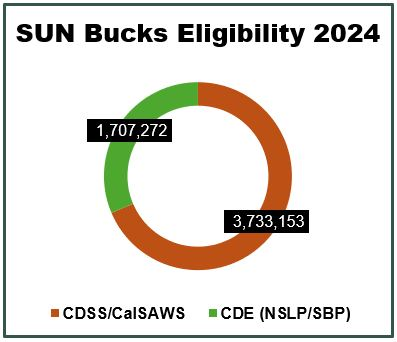 SUN Bucks Eligibility 2024
1,707,272
3,733,153
CDSS/CalSAWS
CDE (NSLP/SBP)